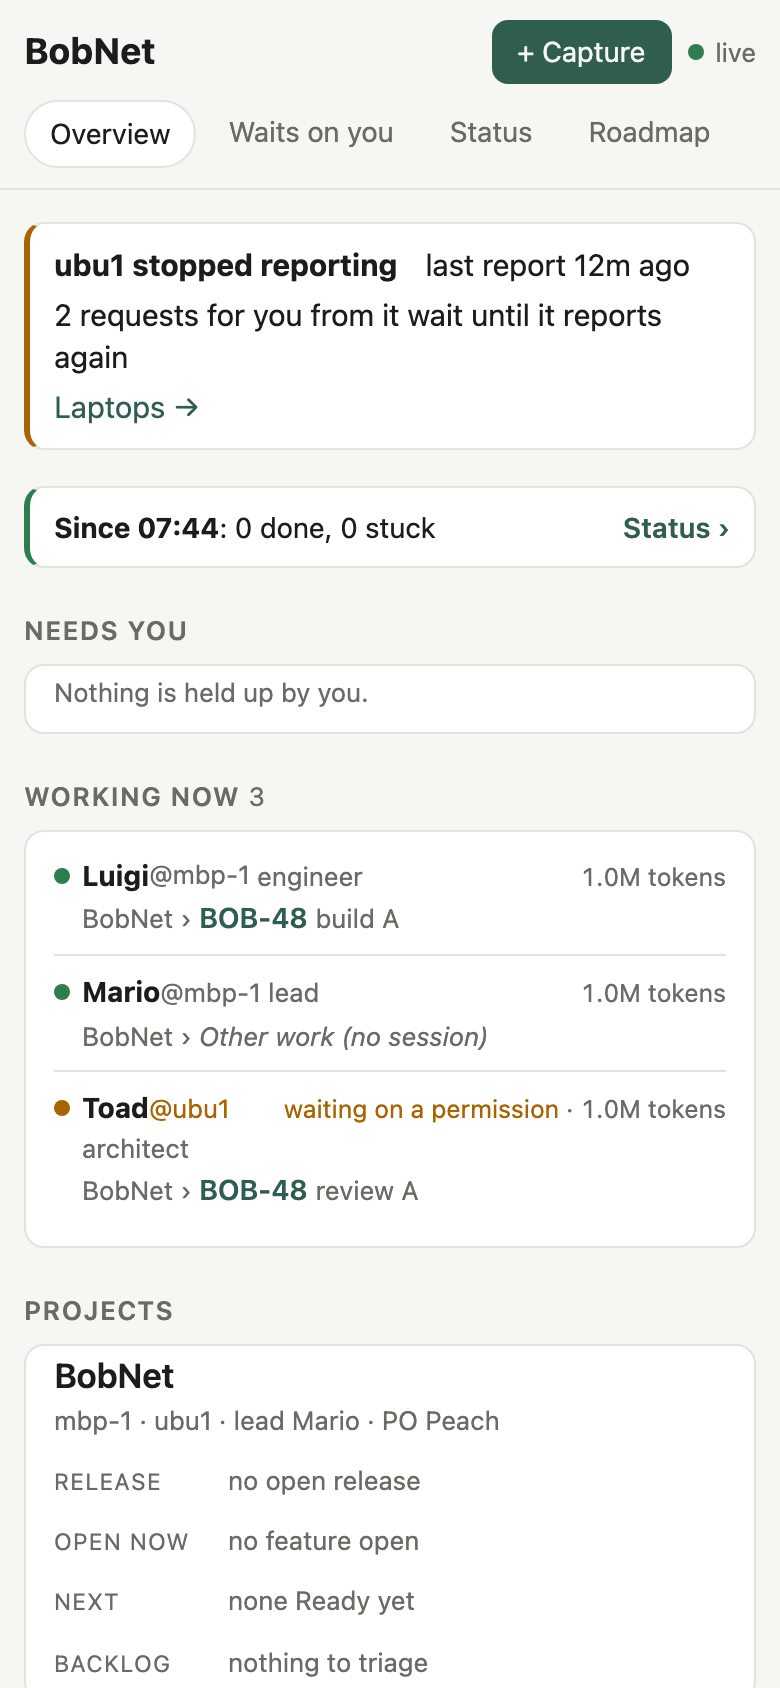 BobNet
+ Capture
live
Overview
Waits on you
Status
Roadmap
ubu1 stopped reporting last report 12m ago
2 requests for you from it wait until it reports
again
Laptops →
Since 07:44: 0 done, 0 stuck
Status ›
NEEDS YOU
Nothing is held up by you.
WORKING NOW 3
Luigi@mbp-1 engineer 1.0M tokens
BobNet › BOB-48 build A
Mario@mbp-1 lead 1.0M tokens
BobNet › Other work (no session)
Toad@ubu1 waiting on a permission · 1.0M tokens
architect
BobNet › BOB-48 review A
PROJECTS
BobNet
mbp-1 · ubu1 · lead Mario · PO Peach
RELEASE no open release
OPEN NOW no feature open
NEXT none Ready yet
BACKLOG nothing to triage